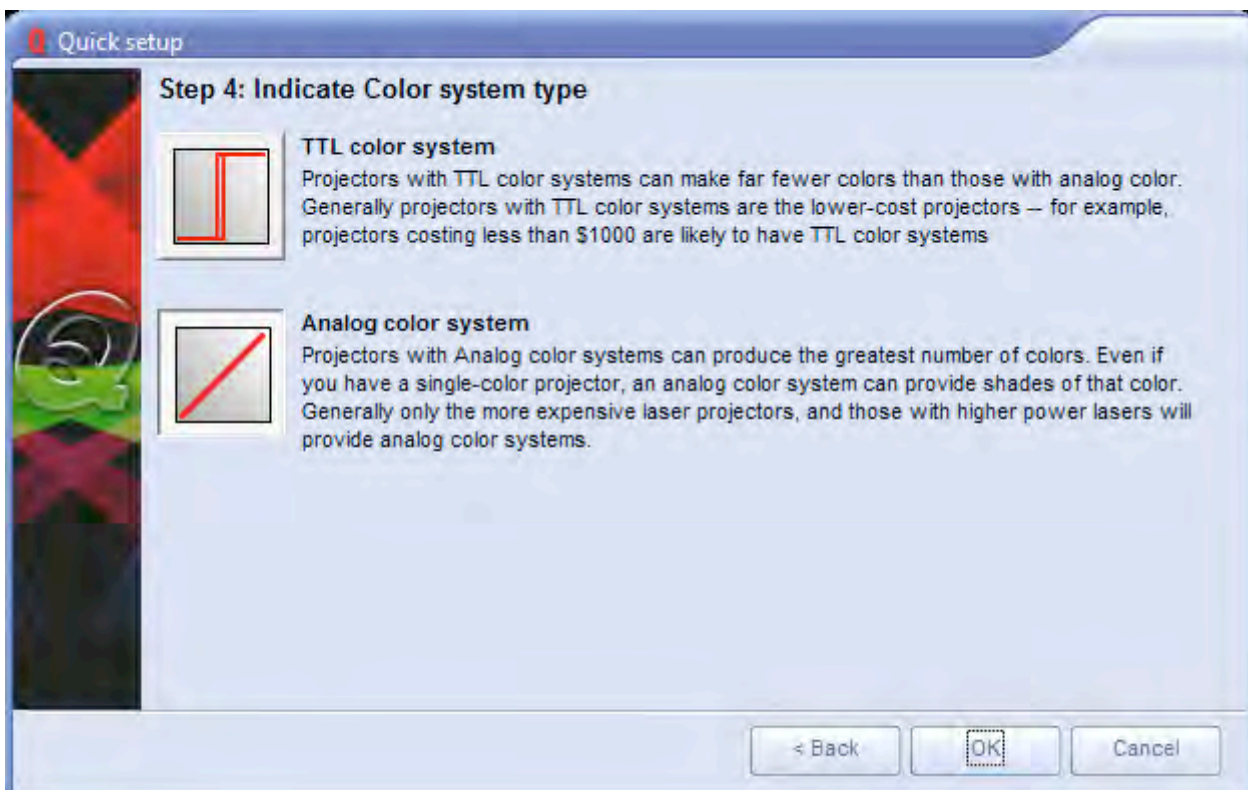 Quick setup
Step 4: Indicate Color system type
TTL color system
Projectors with TTL color systems can make far fewer colors than those with analog color.
Generally projectors with TTL color systems are the lower-cost projectors – for example,
projectors costing less than $1000 are likely to have TTL color systems
Analog color system
Projectors with Analog color systems can produce the greatest number of colors. Even if
you have a single-color projector, an analog color system can provide shades of that color.
Generally only the more expensive laser projectors, and those with higher power lasers will
provide analog color systems.
< Back
OK
Cancel